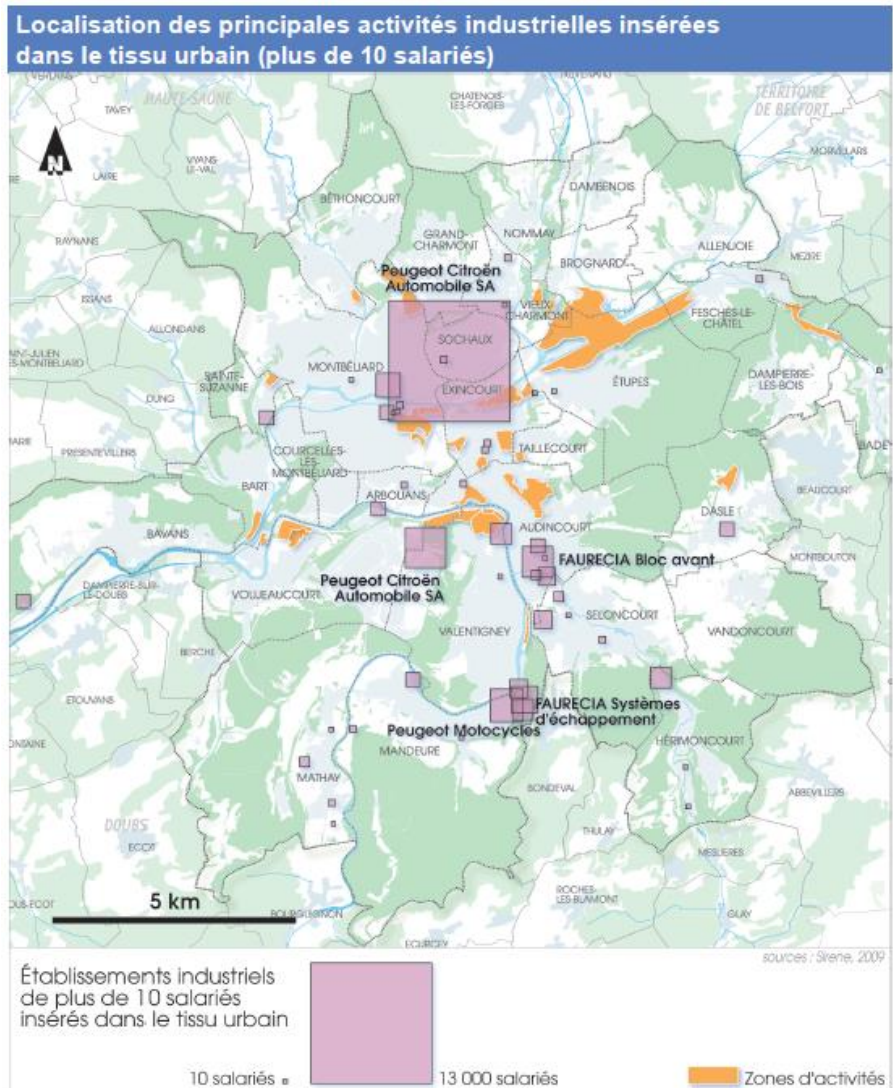 Localisation des principales activités industrielles insérées
dans le tissu urbain (plus de 10 salariés)
HAUTE-SAÔNE
CHATENOIS-
LES-FORGES
TERRITOIRE
DE BELFORT
TAVEY
N
VYANS-
LE-VAL
LAIRE
MORVILLARS
DAMBENOIS
BÉTHONCOURT
GRAND-
CHARMONT
NOMMAY
RAYNANS
ALLENJOIE
MEZIRE
BROGNARD
Peugeot Citroën
Automobile SA
ISSANS
VIEUX-
CHARMONT
FESCHES-LE-
CHÂTEL
ALLONDANS
SOCHAUX
MONTBÉLIARD
SAINTE-
SUZANNE
EXINCOURT
ÉTUPES
DAMPIERRE-
LES-BOIS
DUNG
TAILLECOURT
PRESENTEVILLERS
COURCELLES-
LES-
MONTBÉLIARD
BART
ARBOUANS
BEAUCOURT
DASLE
BAVANS
AUDINCOURT
FAURECIA Bloc avant
MONTBOUTON
Peugeot Citroën
Automobile SA
DAMPIERRE-SUR-
LE-DOUBS
VOUJEAUCOURT
SELONCOURT
VALENTIGNEY
VANDONCOURT
BERCHE
ETOUVANS
FAURECIA Systèmes
d'échappement
Peugeot Motocycles
HÉRIMONCOURT
MANDEURE
MATHAY
BONDEVAL
ABBEVILLERS
DOUBS
ECOT
THULAY
MESLIERES
5 km
ROCHES-
LES-BLAMONT
BOURGUIGNON
GLAY
ECURCEY
sources : Sirene, 2009
Établissements industriels
de plus de 10 salariés
insérés dans le tissu urbain
10 salariés
13 000 salariés
Zones d'activités